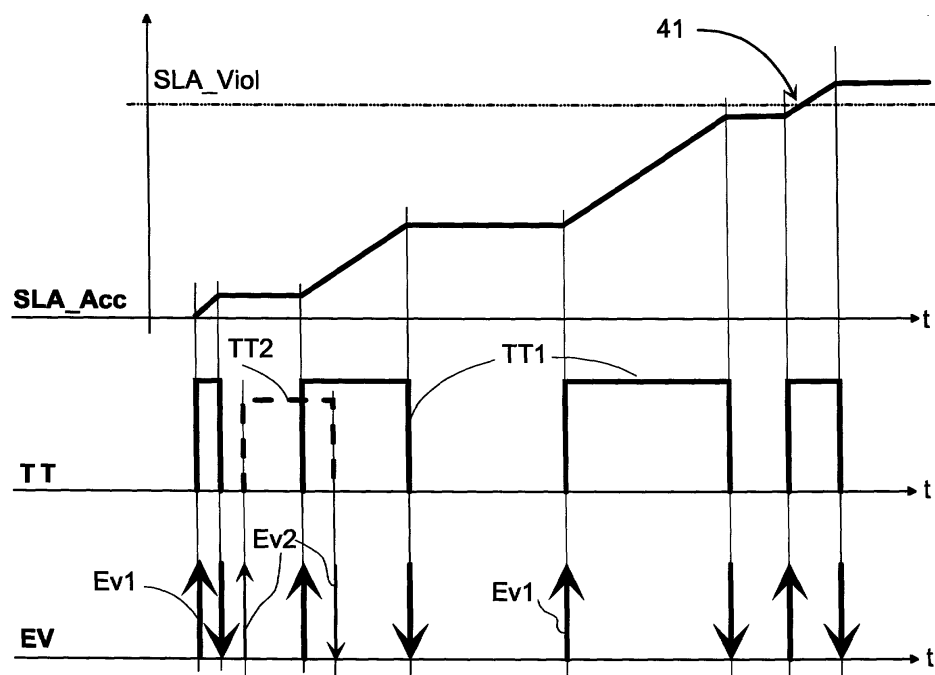 41
SLA_Viol
SLA_Acc
t
TT2
TT1
TT
t
Ev2
Ev1
Ev1
EV
t